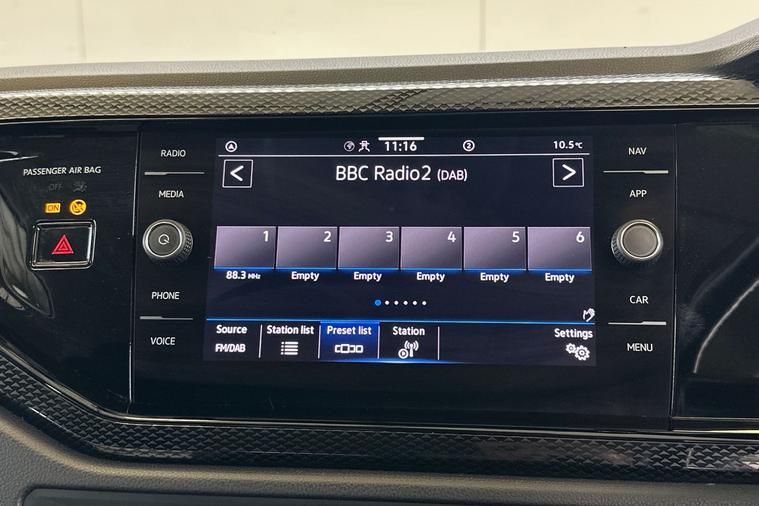 RADIO
MEDIA
PHONE
VOICE
PASSENGER AIR BAG
OFF
ON
A
11:16
2
10.5°C
< BBC Radio2 (DAB) >
1 2 3 4 5 6
88.3 MHz Empty Empty Empty Empty Empty
Source Station list Preset list Station Settings
FM/DAB
NAV
APP
CAR
MENU